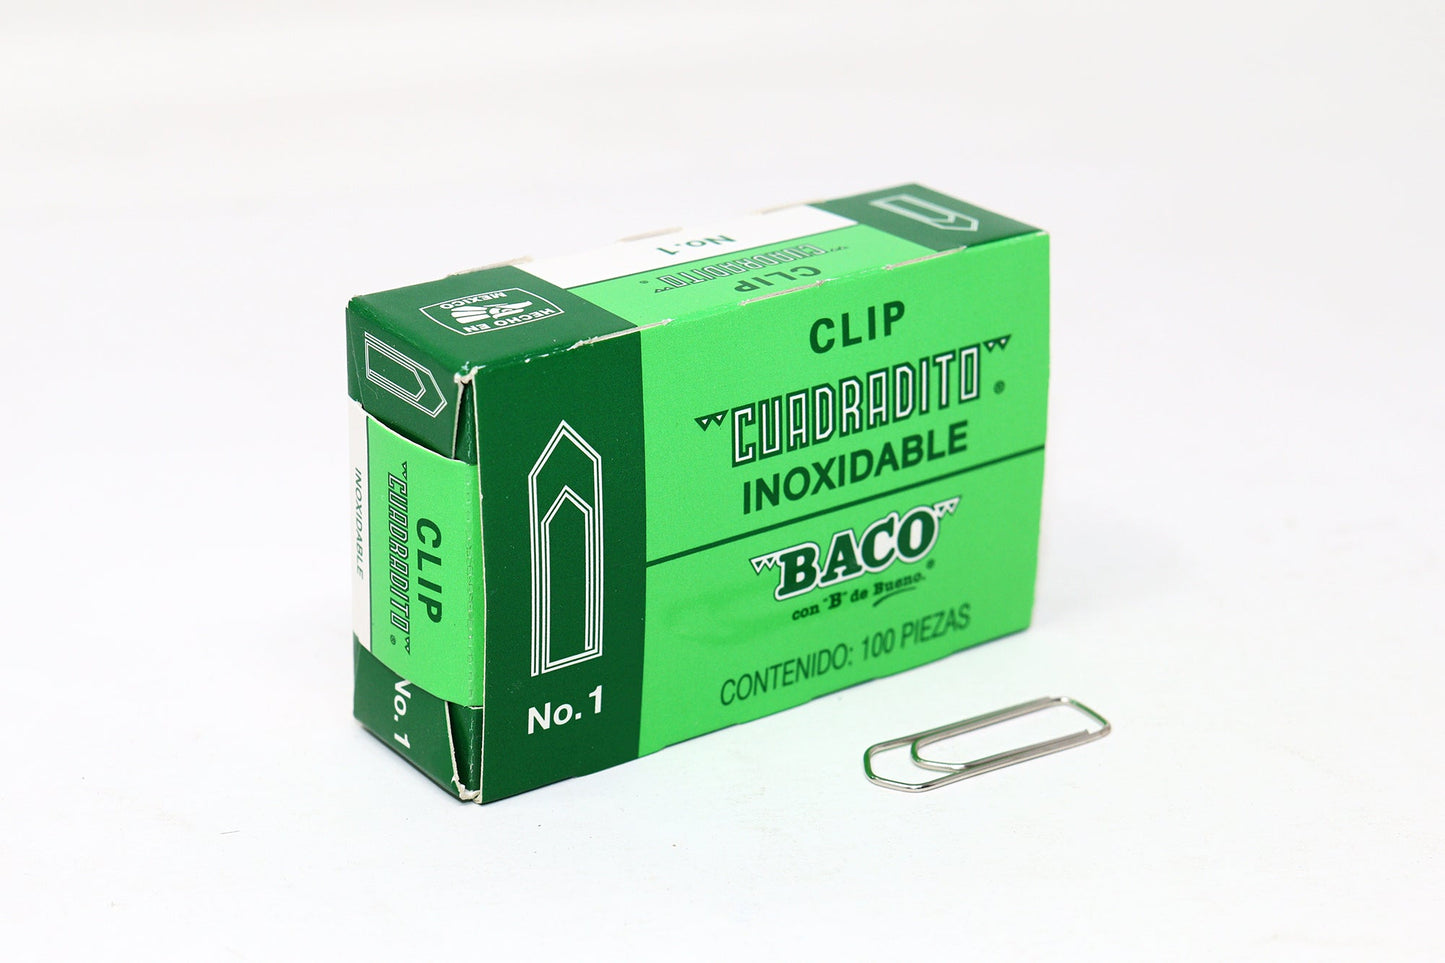 No.1
CLIP
"CUADRADITO"®
HECHO EN
MEXICO
CLIP
"CUADRADITO"®
INOXIDABLE
"BACO"®
con "B" de Bueno.
CONTENIDO: 100 PIEZAS
No. 1
CLIP
"CUADRADITO"®
INOXIDABLE
No. 1